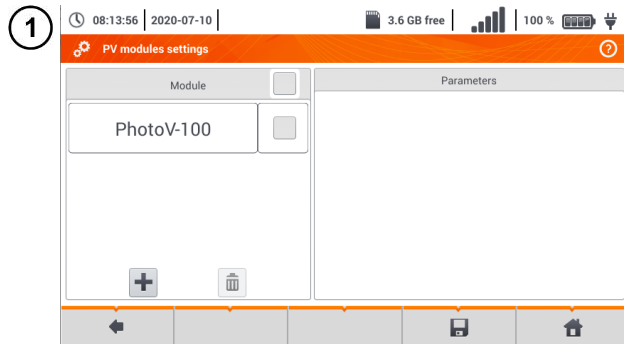 1
08:13:56 2020-07-10 3.6 GB free 100 %
PV modules settings ?
Module Parameters
PhotoV-100